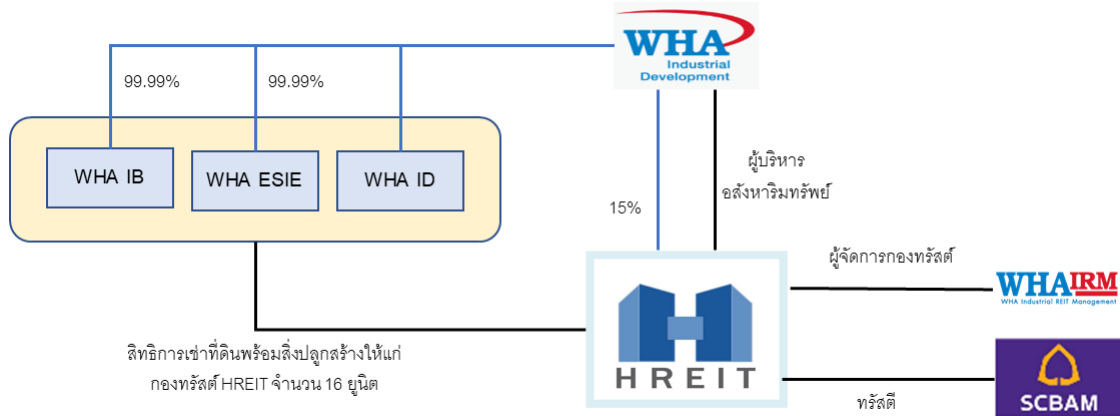 WHA
Industrial
Development
99.99%
99.99%
WHA IB
WHA ESIE
WHA ID
ผู้บริหาร
อสังหาริมทรัพย์
15%
ผู้จัดการกองทรัสต์
WHAIRM
WHA Industrial REIT Management
HREIT
สิทธิการเช่าที่ดินพร้อมสิ่งปลูกสร้างให้แก่
กองทรัสต์ HREIT จำนวน 16 ยูนิต
ทรัสตี
SCBAM